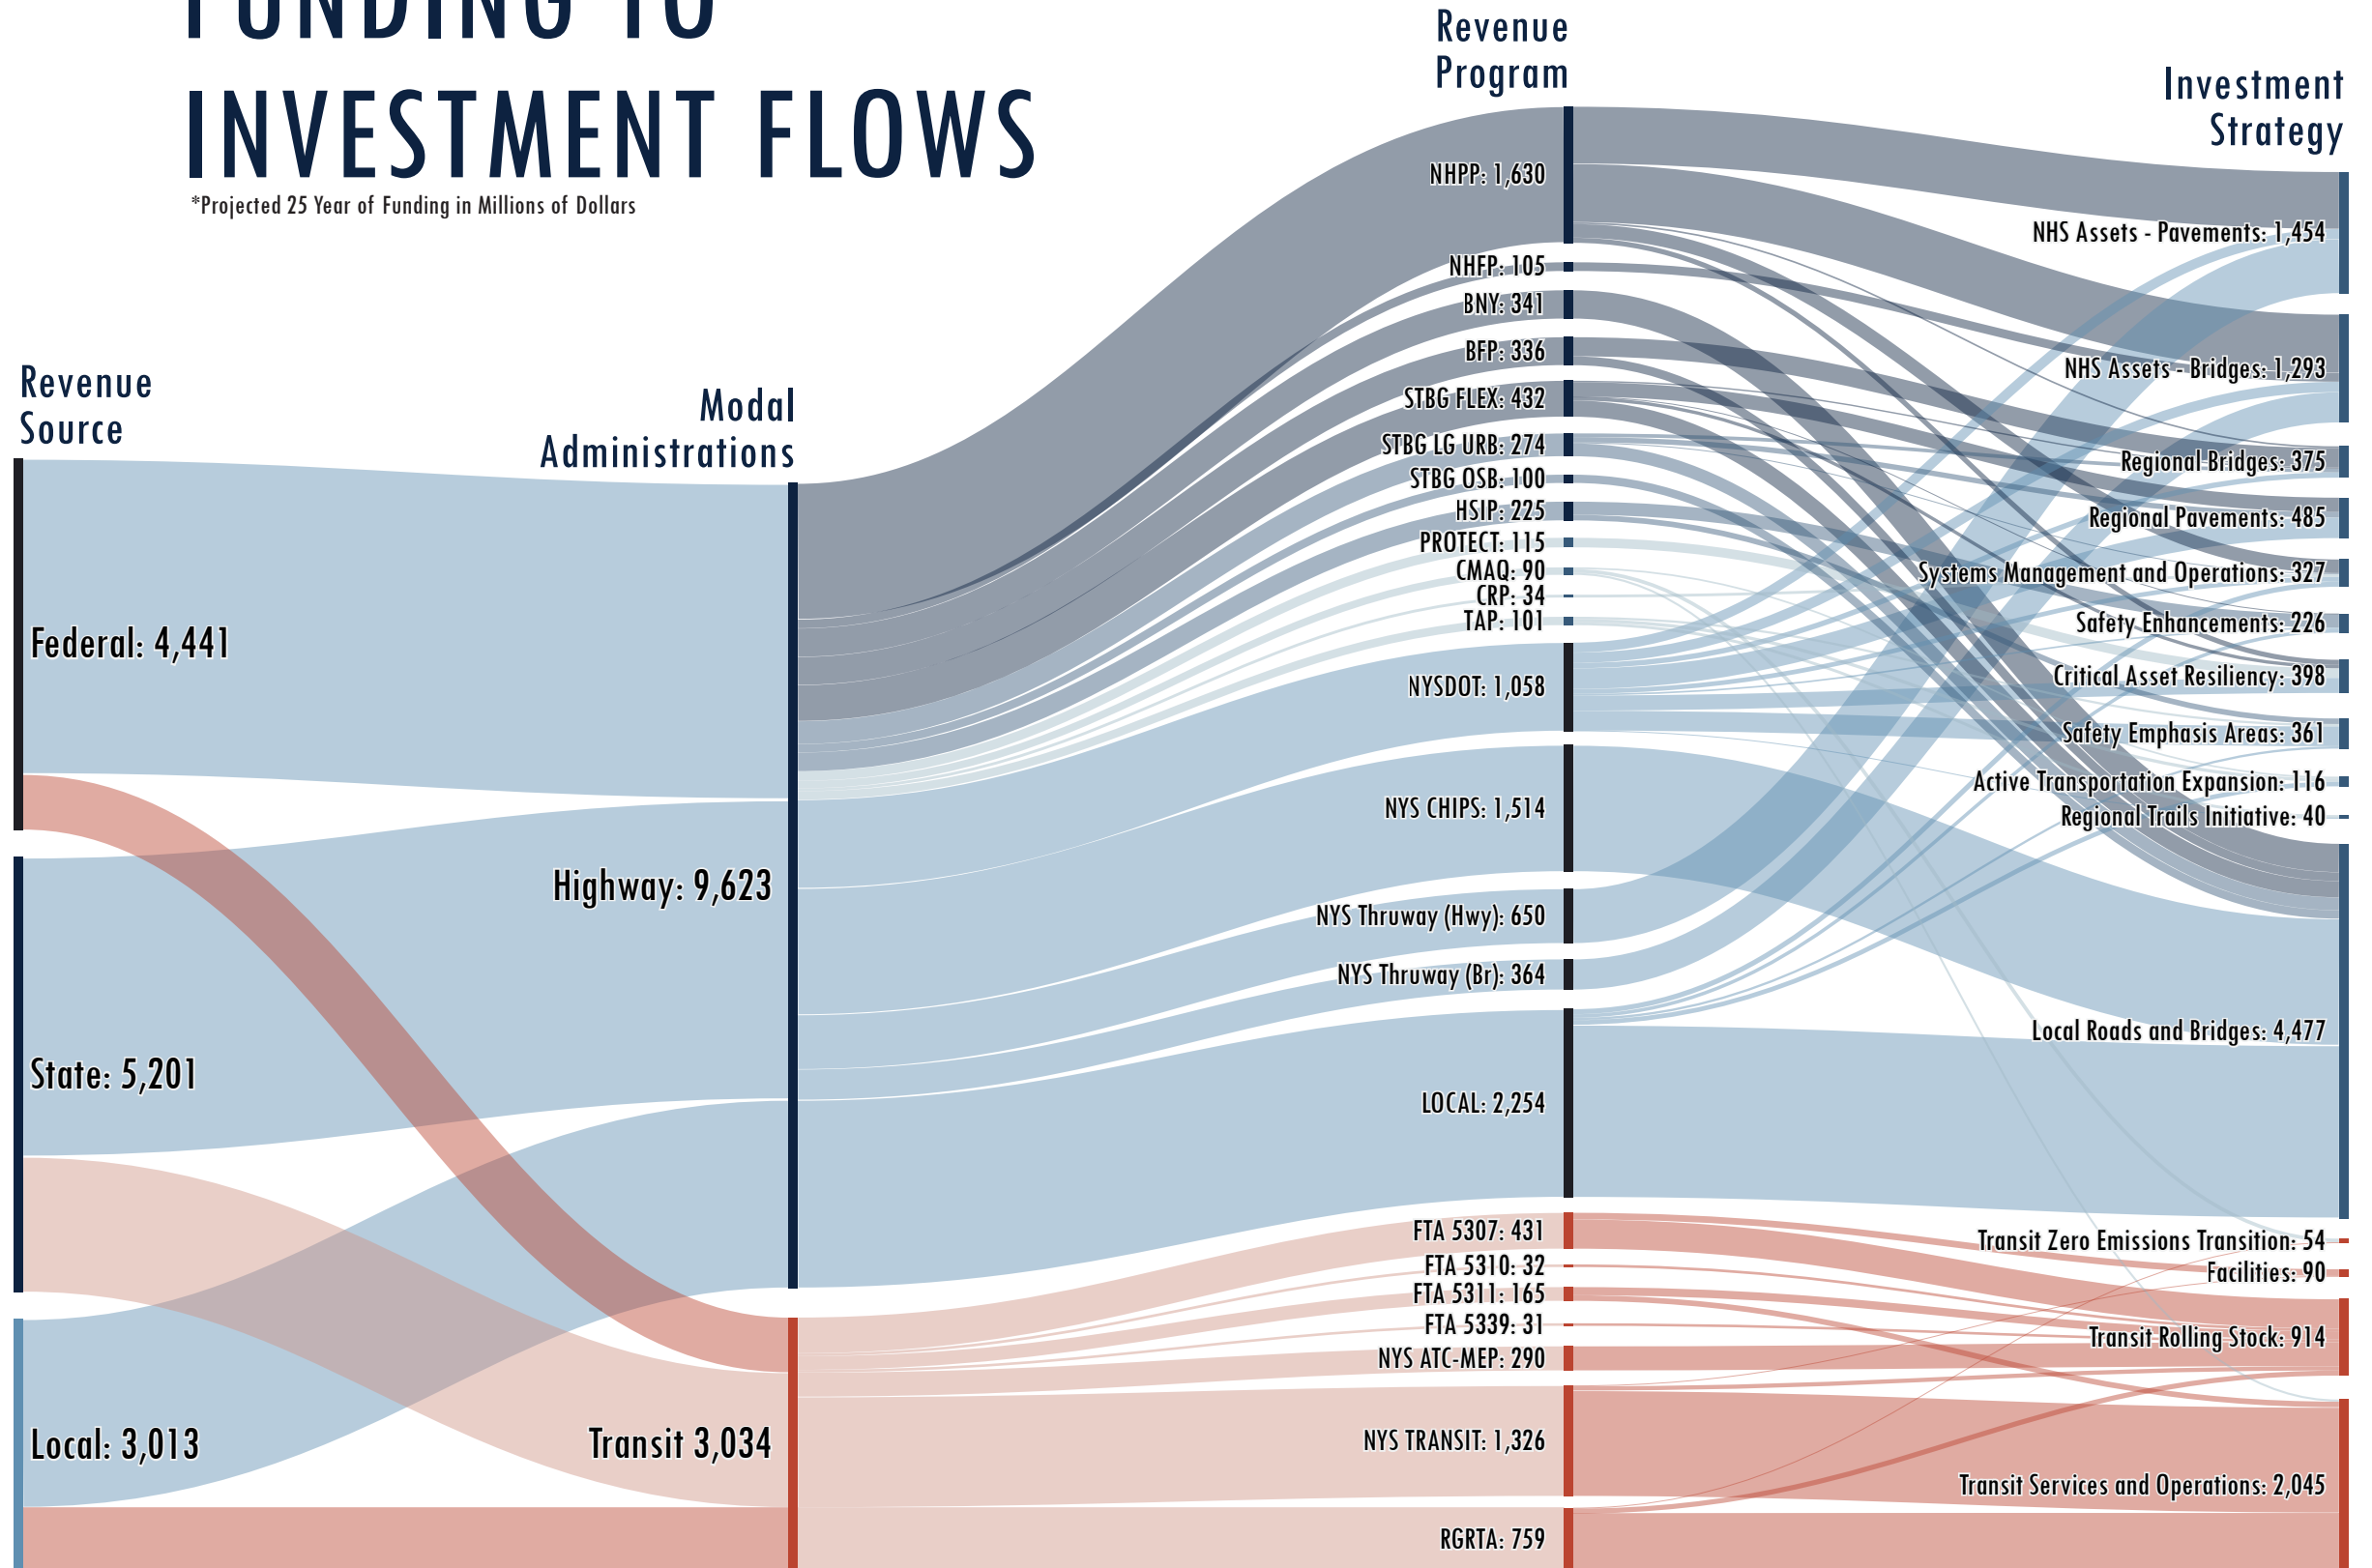 FUNDING TO
INVESTMENT FLOWS
*Projected 25 Year of Funding in Millions of Dollars
Revenue
Source
Federal: 4,441
State: 5,201
Local: 3,013
Modal
Administrations
Highway: 9,623
Transit 3,034
Revenue
Program
NHPP: 1,630
NHFP: 105
BNY: 341
BFP: 336
STBG FLEX: 432
STBG LG URB: 274
STBG OSB: 100
HSIP: 225
PROTECT: 115
CMAQ: 90
CRP: 34
TAP: 101
NYSDOT: 1,058
NYS CHIPS: 1,514
NYS Thruway (Hwy): 650
NYS Thruway (Br): 364
LOCAL: 2,254
FTA 5307: 431
FTA 5310: 32
FTA 5311: 165
FTA 5339: 31
NYS ATC-MEP: 290
NYS TRANSIT: 1,326
RGRTA: 759
Investment
Strategy
NHS Assets - Pavements: 1,454
NHS Assets - Bridges: 1,293
Regional Bridges: 375
Regional Pavements: 485
Systems Management and Operations: 327
Safety Enhancements: 226
Critical Asset Resiliency: 398
Safety Emphasis Areas: 361
Active Transportation Expansion: 116
Regional Trails Initiative: 40
Local Roads and Bridges: 4,477
Transit Zero Emissions Transition: 54
Facilities: 90
Transit Rolling Stock: 914
Transit Services and Operations: 2,045